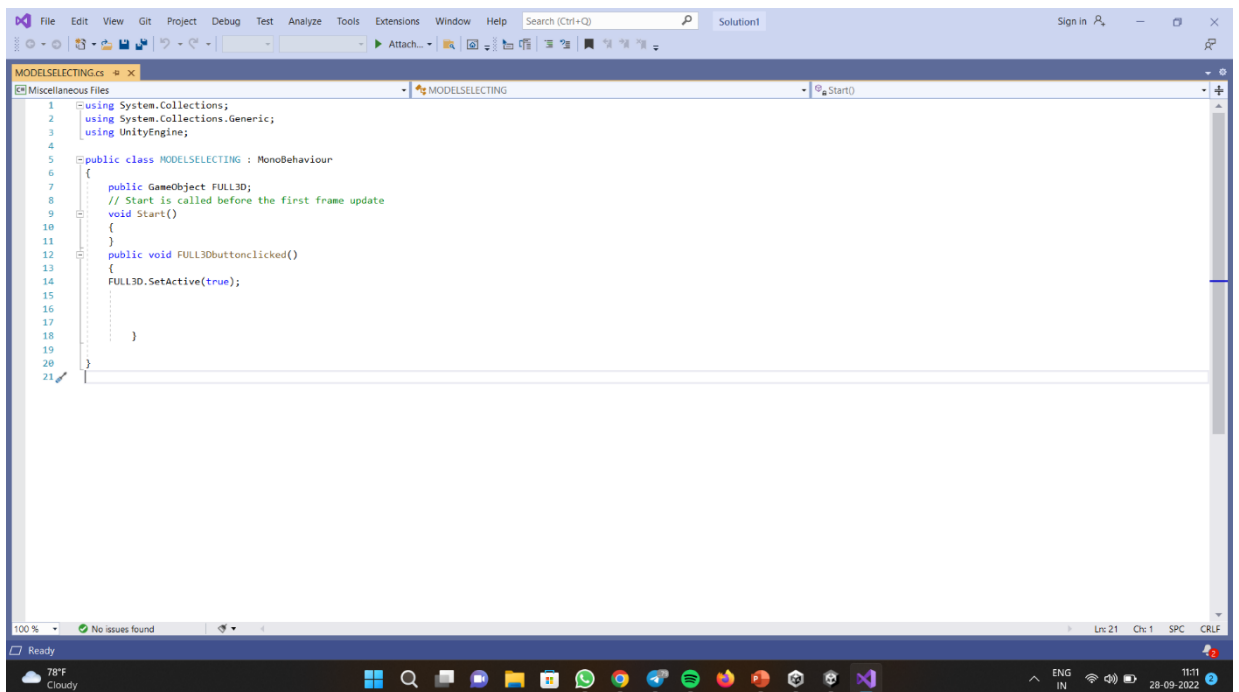 File Edit View Git Project Debug Test Analyze Tools Extensions Window Help Search (Ctrl+Q) Solution1 Sign in
Attach...
MODELSELECTING.cs
C# Miscellaneous Files MODELSELECTING Start()
1 using System.Collections;
2 using System.Collections.Generic;
3 using UnityEngine;
4
5 public class MODELSELECTING : MonoBehaviour
6 {
7 public GameObject FULL3D;
8 // Start is called before the first frame update
9 void Start()
10 {
11 }
12 public void FULL3Dbuttonclicked()
13 {
14 FULL3D.SetActive(true);
15
16
17
18 }
19
20 }
21
100 % No issues found Ln: 21 Ch: 1 SPC CRLF
Ready 2
78°F ENG 11:11
Cloudy IN 28-09-2022 2